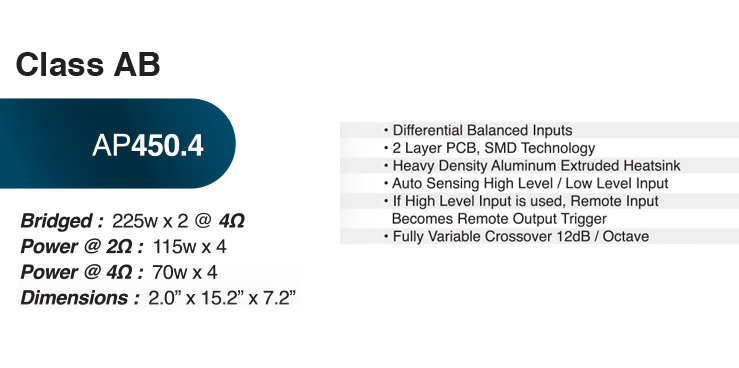 Class AB
AP450.4
Bridged : 225w x 2 @ 4Ω
Power @ 2Ω : 115w x 4
Power @ 4Ω : 70w x 4
Dimensions : 2.0” x 15.2” x 7.2”
• Differential Balanced Inputs
• 2 Layer PCB, SMD Technology
• Heavy Density Aluminum Extruded Heatsink
• Auto Sensing High Level / Low Level Input
• If High Level Input is used, Remote Input
Becomes Remote Output Trigger
• Fully Variable Crossover 12dB / Octave